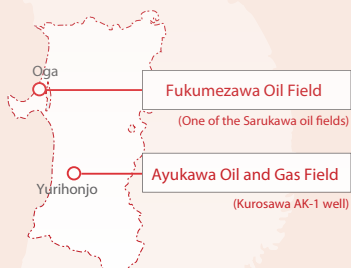 Oga
Fukumezawa Oil Field
(One of the Sarukawa oil fields)
Ayukawa Oil and Gas Field
Yurihonjo
(Kurosawa AK-1 well)